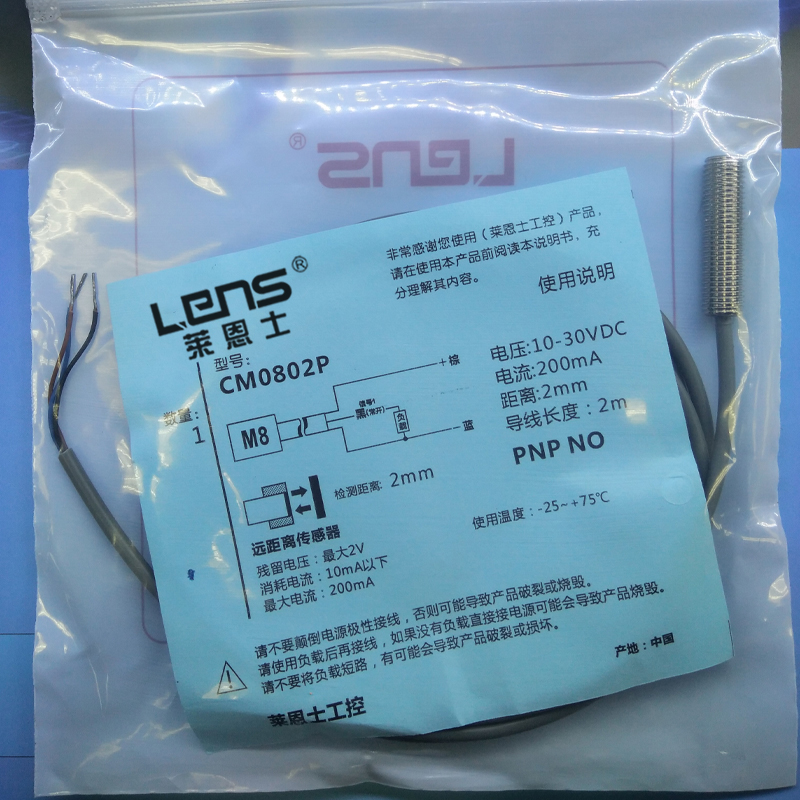 LENS®
LENS®
莱恩士
非常感谢您使用（莱恩士工控）产品，
请在使用本产品前阅读本说明书，充
分理解其内容。
使用说明
型号：
CM0802P
数量：
1
M8
+棕
信号1
黑(常开)
负载
-蓝
电压:10-30VDC
电流:200mA
距离:2mm
导线长度：2m
PNP NO
检测距离: 2mm
使用温度：-25~+75℃
远距离传感器
残留电压：最大2V
消耗电流：10mA以下
最大电流：200mA
请不要颠倒电源极性接线，否则可能导致产品破裂或烧毁。
请使用负载后再接线，如果没有负载直接接电源可能会导致产品烧毁。
请不要将负载短路，有可能会导致产品破裂或损坏。
产地：中国
莱恩士工控